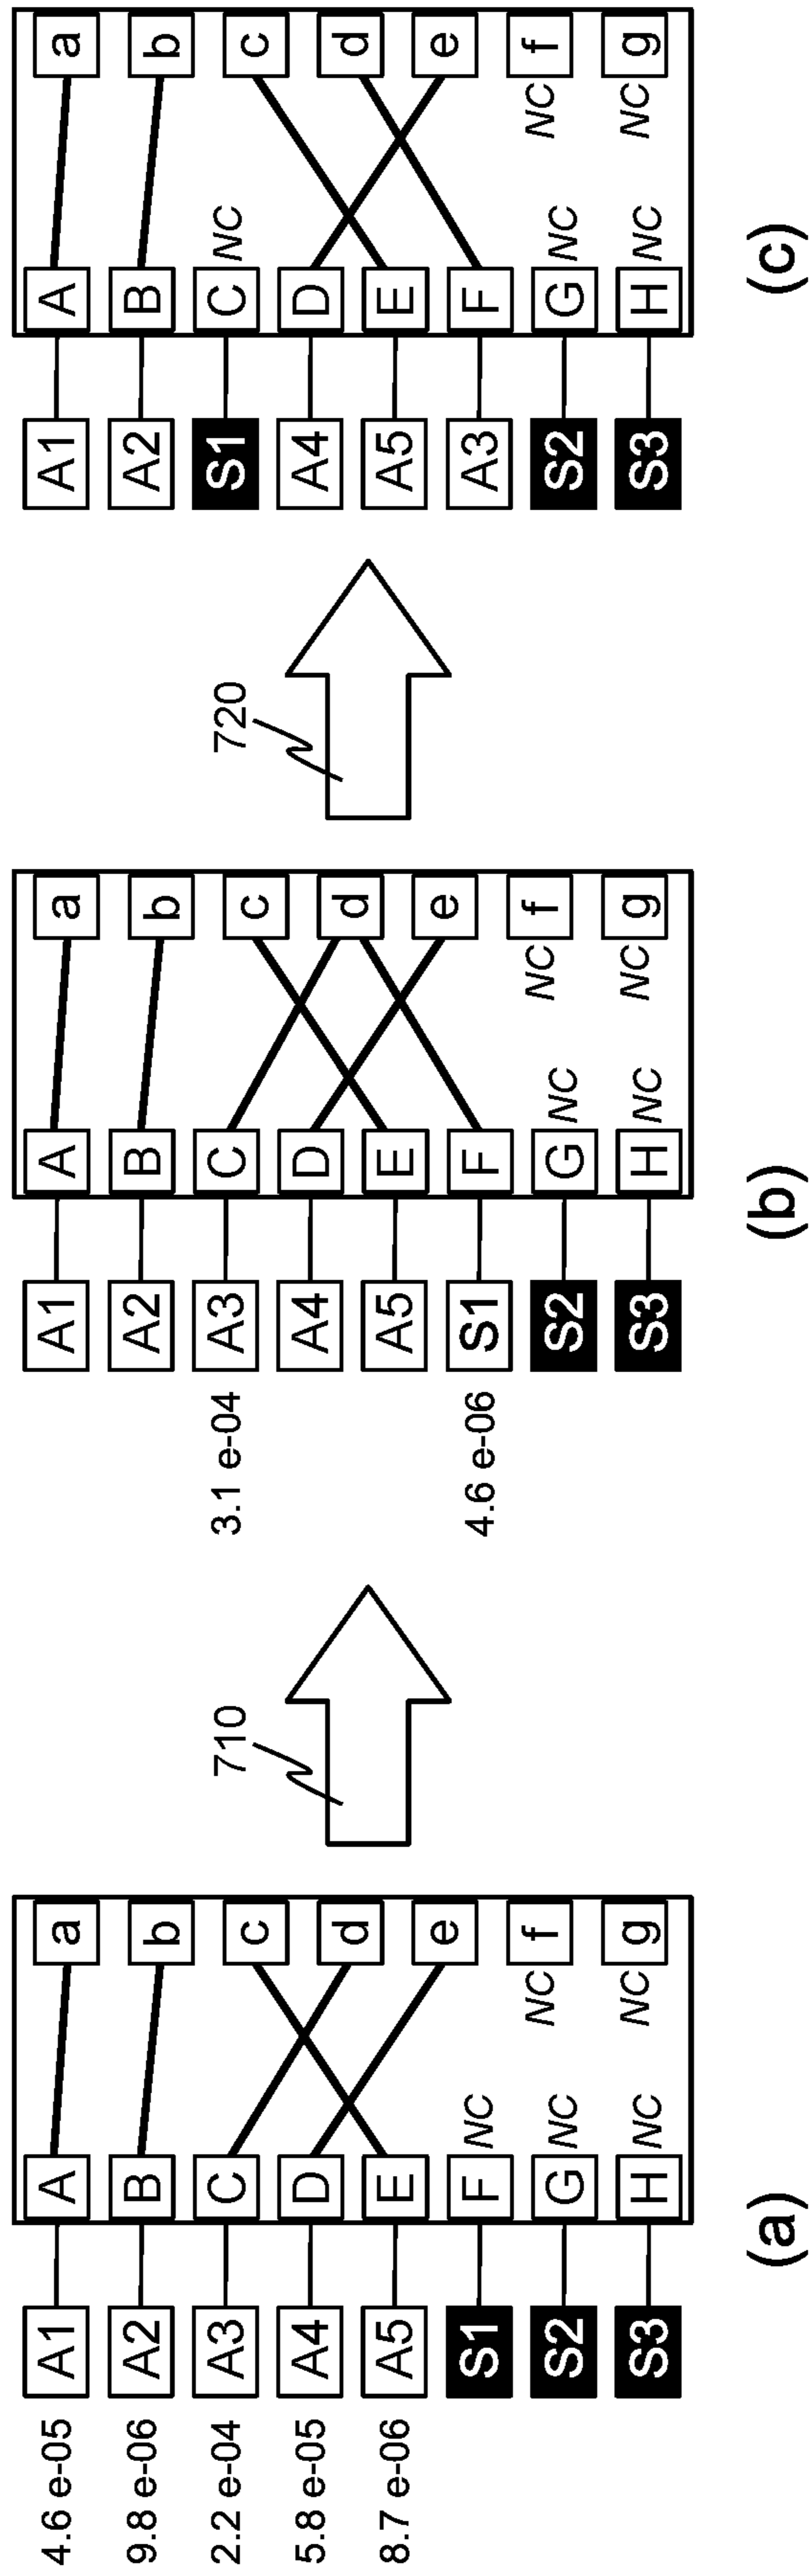 4.6 e-05 A1 A a
9.8 e-06 A2 B b
2.2 e-04 A3 C c
5.8 e-05 A4 D d
8.7 e-06 A5 E e
S1 F NC
S2 G NC NC f
S3 H NC NC g
(a)
710
A1 A a
A2 B b
3.1 e-04 A3 C c
A4 D d
A5 E e
4.6 e-06 S1 F
S2 G NC NC f
S3 H NC NC g
(b)
720
A1 A a
A2 B b
S1 C NC c
A4 D d
A5 E e
A3 F
S2 G NC NC f
S3 H NC NC g
(c)